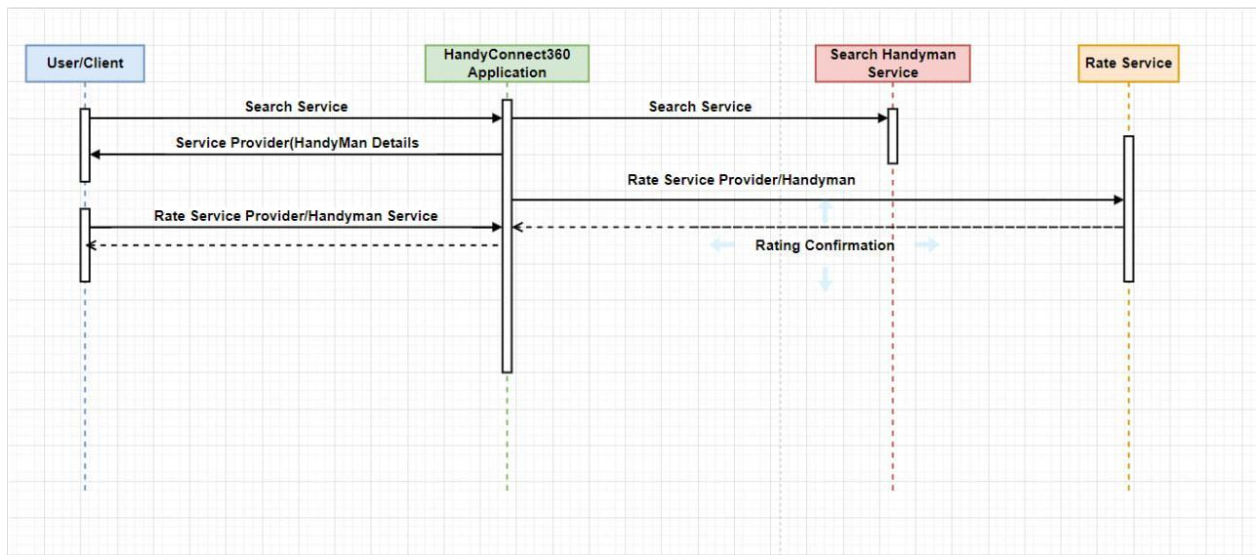 User/Client
HandyConnect360
Application
Search Handyman
Service
Rate Service
Search Service
Search Service
Service Provider(HandyMan Details
Rate Service Provider/Handyman
Rate Service Provider/Handyman Service
Rating Confirmation